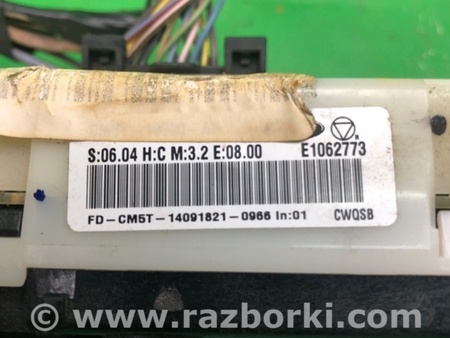 S:06.04 H:C M:3.2 E:08.00 E1062773
FD-CM5T-14091821-0966 In:01 CWQSB
© www.razborki.com